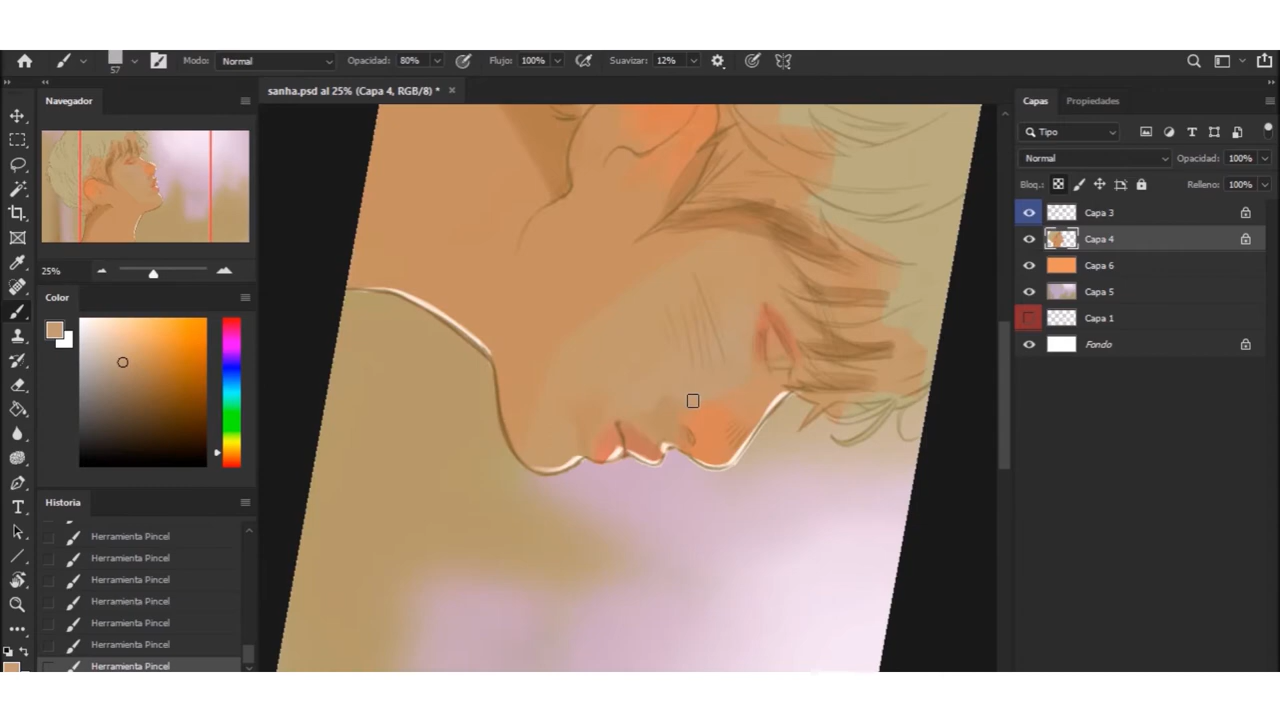 Modo: Normal Opacidad: 80% Flujo: 100% Suavizar: 12%
57
sanha.psd al 25% (Capa 4, RGB/8) * ×
Navegador
25%
Color
Historia
Herramienta Pincel
Herramienta Pincel
Herramienta Pincel
Herramienta Pincel
Herramienta Pincel
Herramienta Pincel
Herramienta Pincel
Capas Propiedades
Tipo
Normal Opacidad: 100%
Bloq.: Relleno: 100%
Capa 3
Capa 4
Capa 6
Capa 5
Capa 1
Fondo